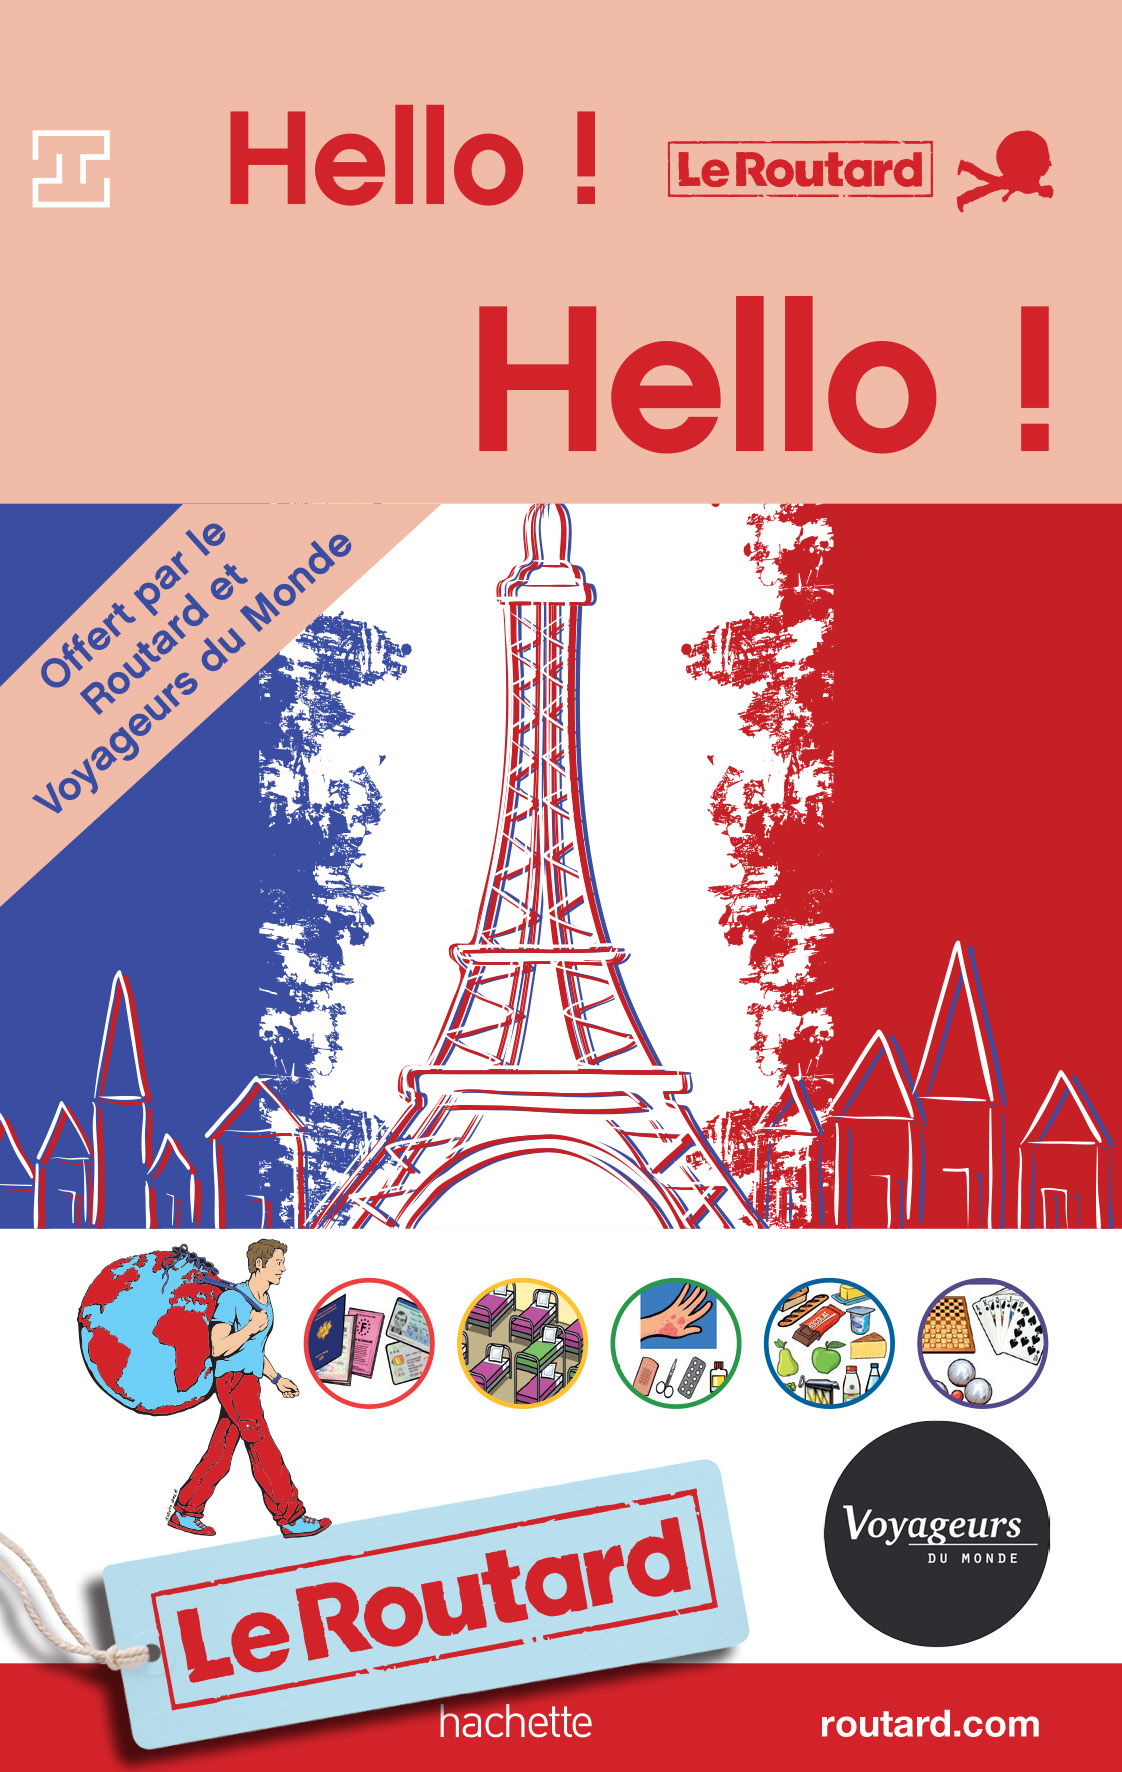 Hello !
Le Routard
Hello !
Offert par le
Routard et
Voyageurs du Monde
Voyageurs
DU MONDE
Le Routard
hachette
routard.com